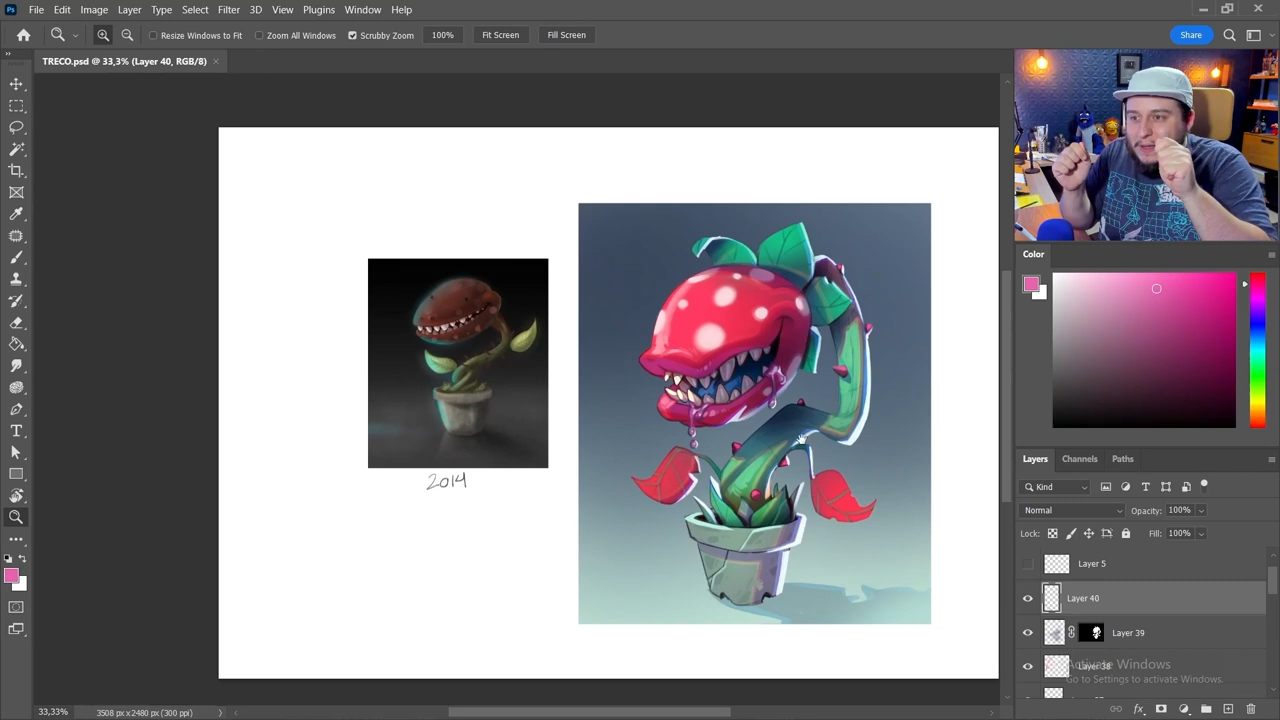 File Edit Image Layer Type Select Filter 3D View Plugins Window Help
Resize Windows to Fit Zoom All Windows Scrubby Zoom 100% Fit Screen Fill Screen Share
TRECO.psd @ 33,3% (Layer 40, RGB/8)
Color
2014
Layers Channels Paths
Kind
Normal Opacity: 100%
Lock: Fill: 100%
Layer 5
Layer 40
Layer 39
Layer 38
Activate Windows
Go to Settings to activate Windows.
33,33% 3508 px x 2480 px (300 ppi)